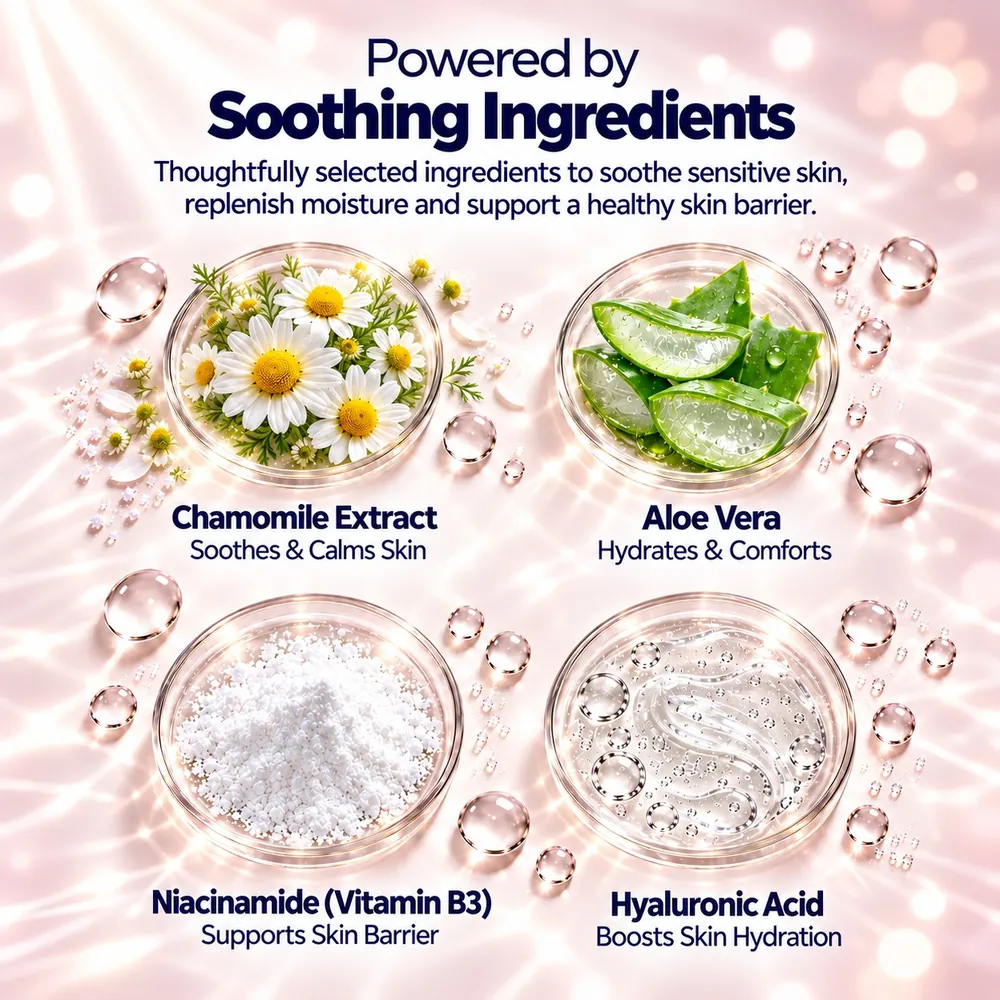 Powered by
Soothing Ingredients
Thoughtfully selected ingredients to soothe sensitive skin,
replenish moisture and support a healthy skin barrier.
Chamomile Extract
Soothes & Calms Skin
Aloe Vera
Hydrates & Comforts
Niacinamide (Vitamin B3)
Supports Skin Barrier
Hyaluronic Acid
Boosts Skin Hydration